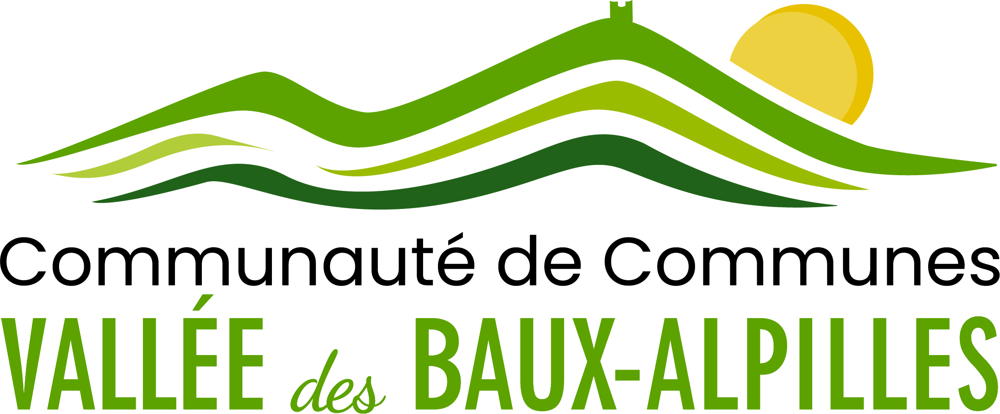 Communauté de Communes
VALLÉE des BAUX-ALPILLES